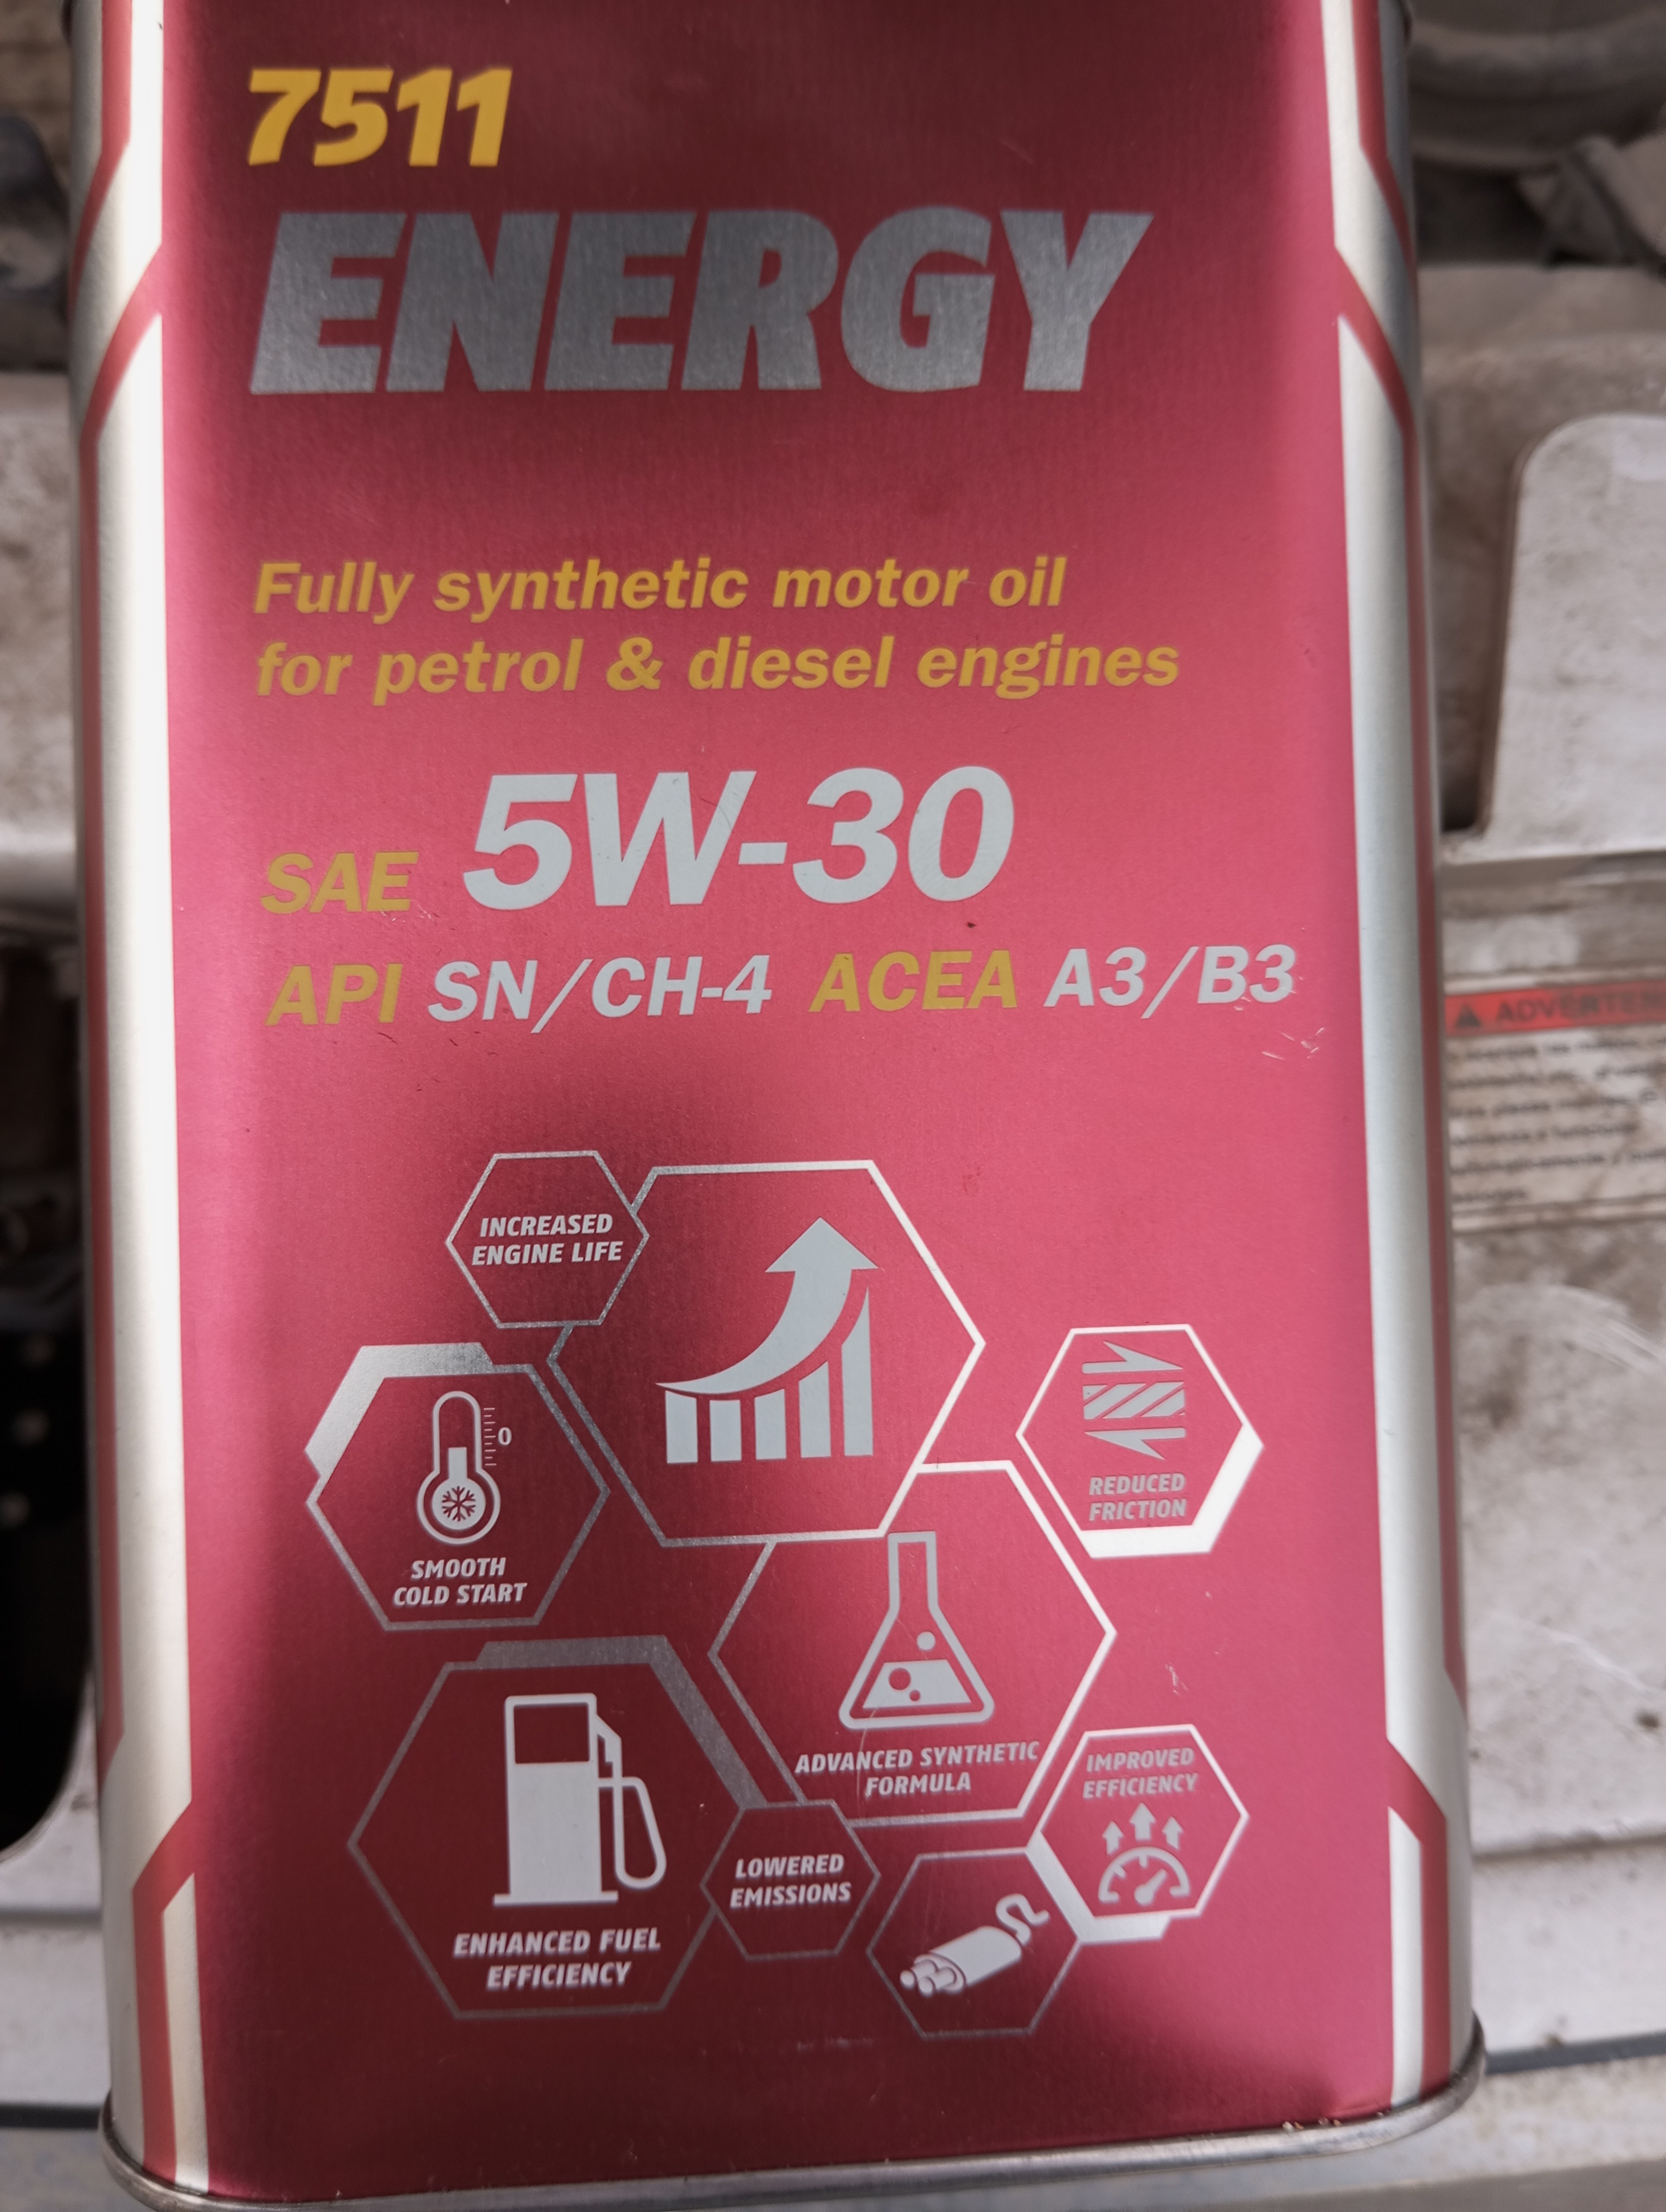 7511
ENERGY
Fully synthetic motor oil
for petrol & diesel engines
SAE 5W-30
API SN/CH-4 ACEA A3/B3
INCREASED
ENGINE LIFE
0
SMOOTH
COLD START
REDUCED
FRICTION
ADVANCED SYNTHETIC
FORMULA
IMPROVED
EFFICIENCY
LOWERED
EMISSIONS
ENHANCED FUEL
EFFICIENCY